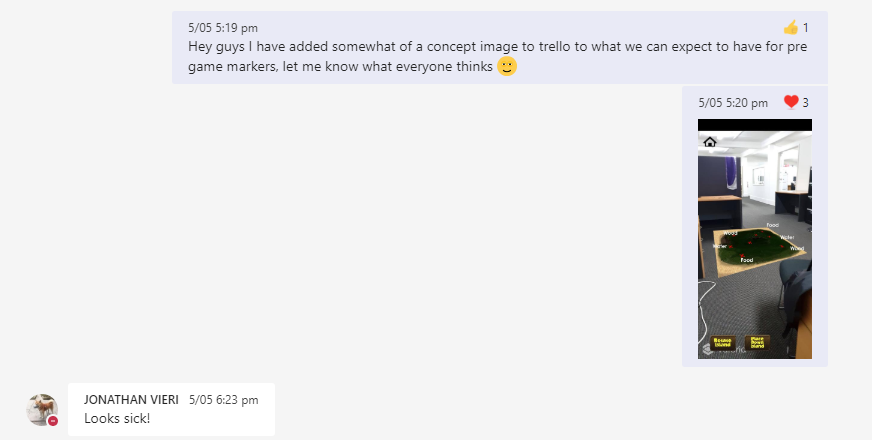 5/05 5:19 pm 1
Hey guys I have added somewhat of a concept image to trello to what we can expect to have for pre
game markers, let me know what everyone thinks
5/05 5:20 pm 3
Food
Wood
Water
Water
Wood
Food
JONATHAN VIERI 5/05 6:23 pm
Looks sick!